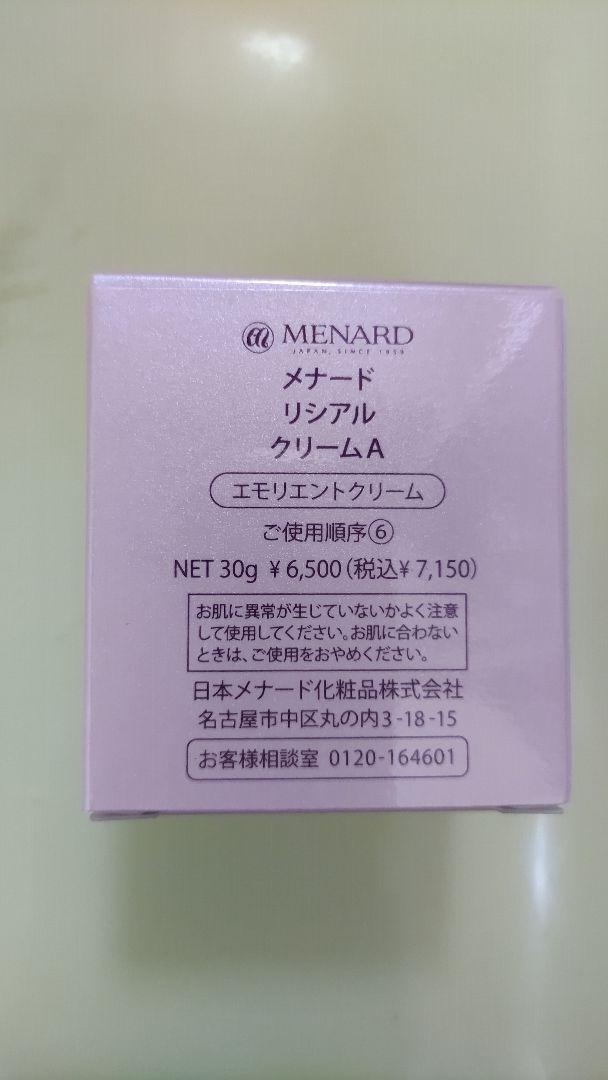 MENARD
JAPAN, SINCE 1959
メナード
リシアル
クリームA
エモリエントクリーム
ご使用順序⑥
NET 30g ¥6,500(税込¥7,150)
お肌に異常が生じていないかよく注意
して使用してください。お肌に合わない
ときは、ご使用をおやめください。
日本メナード化粧品株式会社
名古屋市中区丸の内3-18-15
お客様相談室 0120-164601